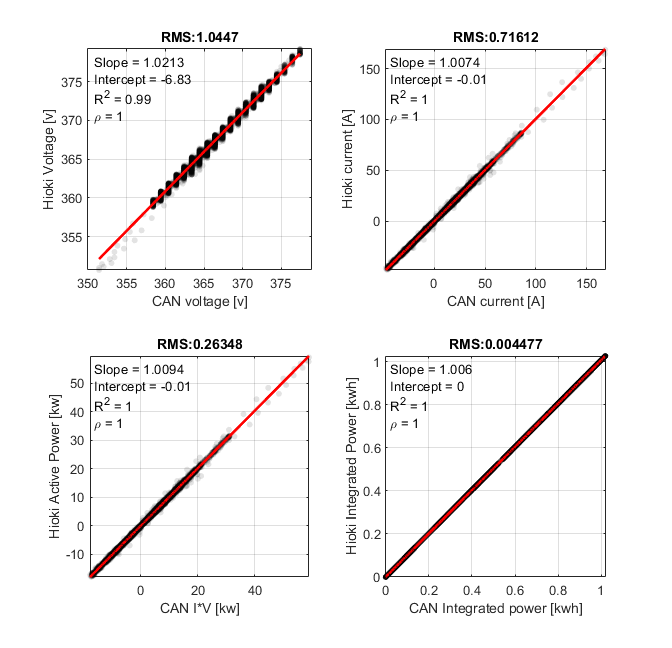 RMS:1.0447
Slope = 1.0213
Intercept = -6.83
R² = 0.99
ρ = 1
375
370
365
360
355
350
355
360
365
370
375
Hioki Voltage [v]
CAN voltage [v]
RMS:0.71612
Slope = 1.0074
Intercept = -0.01
R² = 1
ρ = 1
150
100
50
0
0
50
100
150
Hioki current [A]
CAN current [A]
RMS:0.26348
Slope = 1.0094
Intercept = -0.01
R² = 1
ρ = 1
50
40
30
20
10
0
-10
0
20
40
Hioki Active Power [kw]
CAN I*V [kw]
RMS:0.004477
Slope = 1.006
Intercept = 0
R² = 1
ρ = 1
1
0.8
0.6
0.4
0.2
0
0
0.2
0.4
0.6
0.8
1
Hioki Integrated Power [kwh]
CAN Integrated power [kwh]